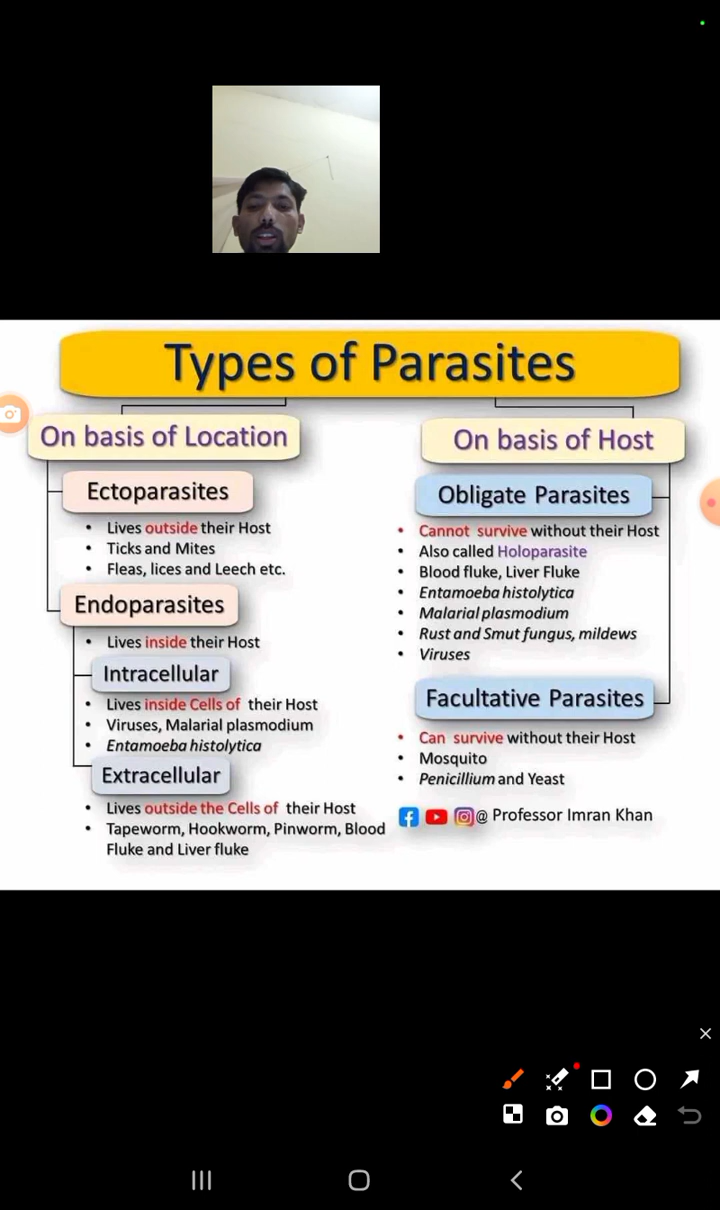 Types of Parasites
On basis of Location
Ectoparasites
• Lives outside their Host
• Ticks and Mites
• Fleas, lices and Leech etc.
Endoparasites
• Lives inside their Host
Intracellular
• Lives inside Cells of their Host
• Viruses, Malarial plasmodium
• Entamoeba histolytica
Extracellular
• Lives outside the Cells of their Host
• Tapeworm, Hookworm, Pinworm, Blood
Fluke and Liver fluke
On basis of Host
Obligate Parasites
• Cannot survive without their Host
• Also called Holoparasite
• Blood fluke, Liver Fluke
• Entamoeba histolytica
• Malarial plasmodium
• Rust and Smut fungus, mildews
• Viruses
Facultative Parasites
• Can survive without their Host
• Mosquito
• Penicillium and Yeast
@ Professor Imran Khan